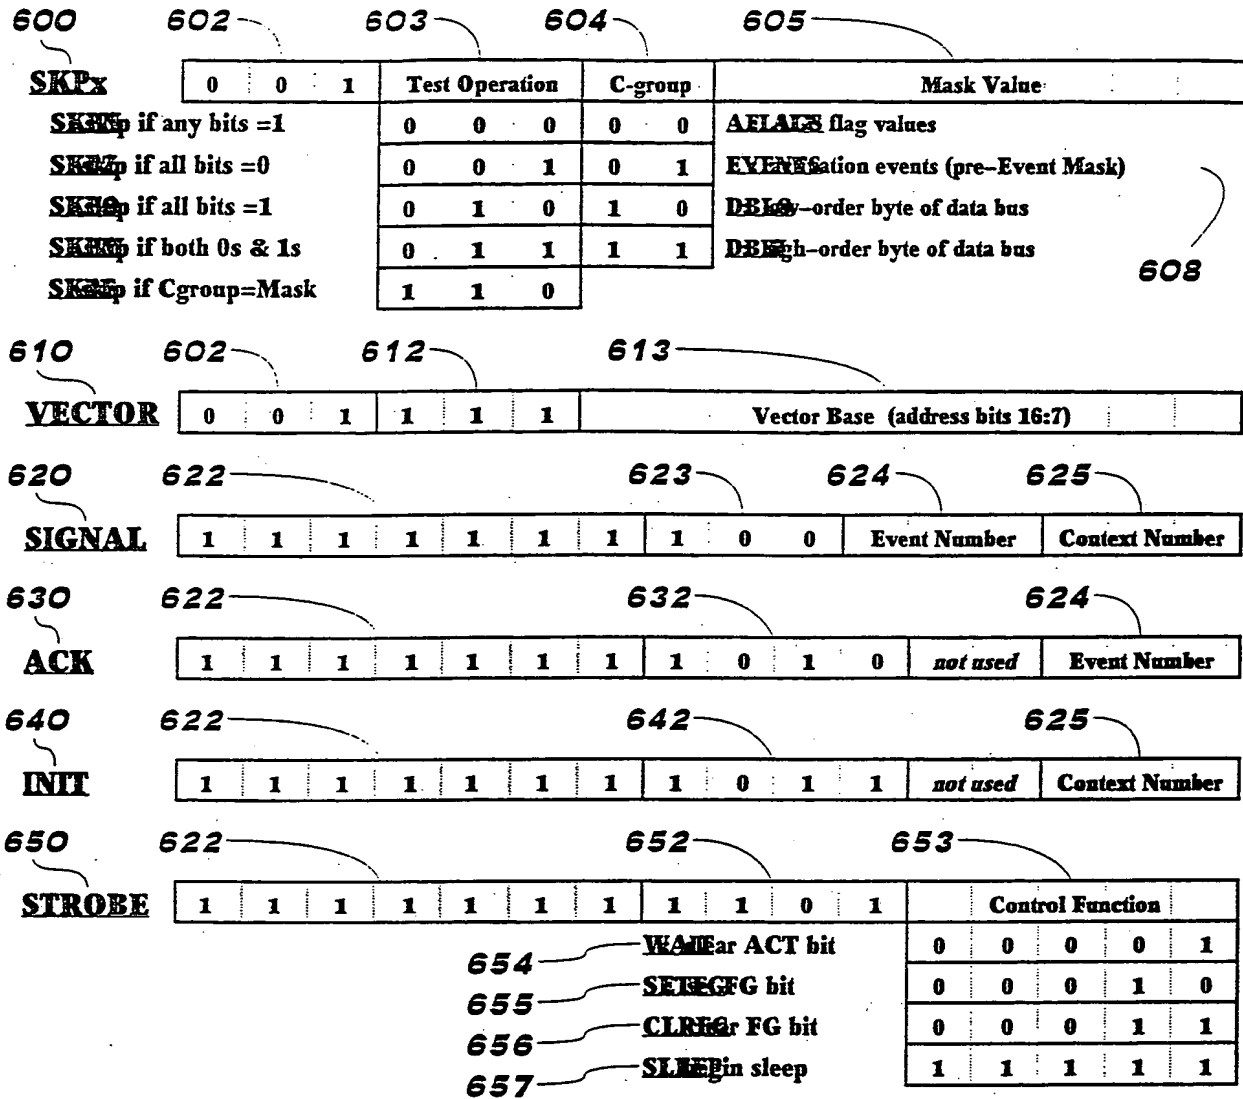 600 602 603 604 605
SKPx 0 0 1 Test Operation C-group Mask Value
if any bits =1 0 0 0 0 0 flag values
if all bits =0 0 0 1 0 1 events (pre-Event Mask)
if all bits =1 0 1 0 1 0 byte of data bus
if both 0s & 1s 0 1 1 1 1 byte of data bus
608
if Cgroup=Mask 1 1 0
610 602 612 613
VECTOR 0 0 1 1 1 1 Vector Base (address bits 16:7)
620 622 623 624 625
SIGNAL 1 1 1 1 1 1 1 1 0 0 Event Number Context Number
630 622 632 624
ACK 1 1 1 1 1 1 1 1 0 1 0 not used Event Number
640 622 642 625
INIT 1 1 1 1 1 1 1 1 0 1 1 not used Context Number
650 622 652 653
STROBE 1 1 1 1 1 1 1 1 1 0 1 Control Function
654 ACT bit 0 0 0 0 1
655 FG bit 0 0 0 1 0
656 FG bit 0 0 0 1 1
657 sleep 1 1 1 1 1